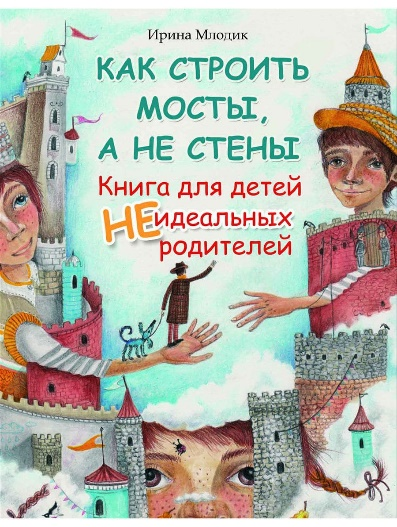 Ирина Млодик
КАК СТРОИТЬ
МОСТЫ,
А НЕ СТЕНЫ
Книга для детей
НЕидеальных
родителей